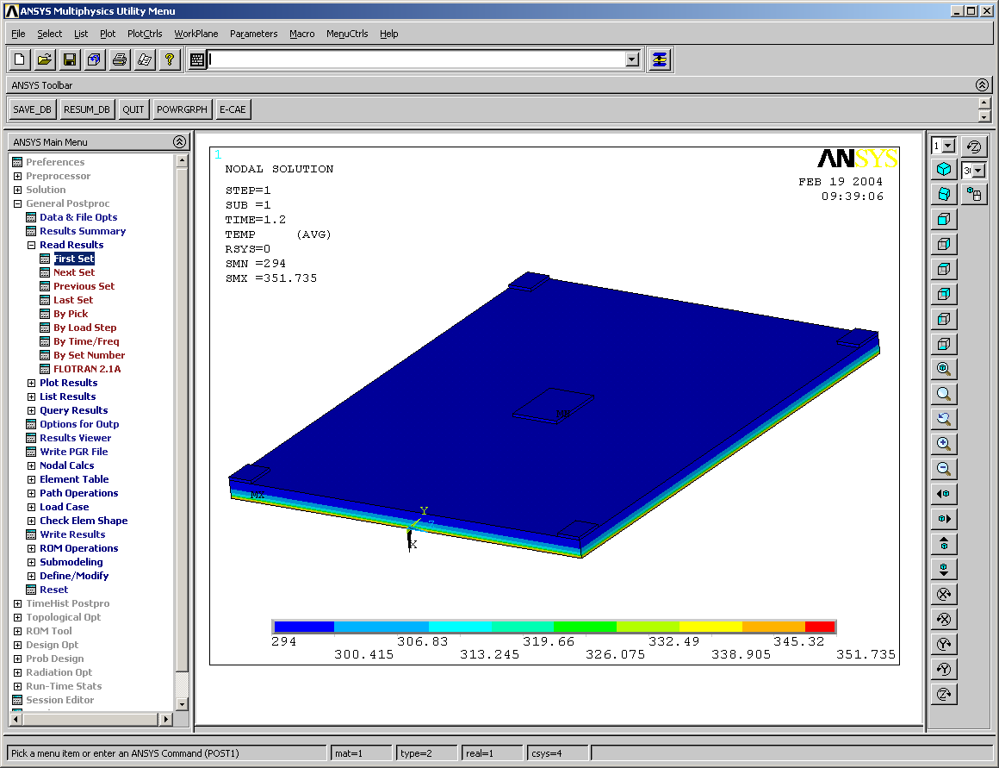 ANSYS Multiphysics Utility Menu
File Select List Plot PlotCtrls WorkPlane Parameters Macro MenuCtrls Help
ANSYS Toolbar
SAVE_DB RESUM_DB QUIT POWRGRPH E-CAE
ANSYS Main Menu
Preferences
Preprocessor
Solution
General Postproc
Data & File Opts
Results Summary
Read Results
First Set
Next Set
Previous Set
Last Set
By Pick
By Load Step
By Time/Freq
By Set Number
FLOTRAN 2.1A
Plot Results
List Results
Query Results
Options for Outp
Results Viewer
Write PGR File
Nodal Calcs
Element Table
Path Operations
Load Case
Check Elem Shape
Write Results
ROM Operations
Submodeling
Define/Modify
Reset
TimeHist Postpro
Topological Opt
ROM Tool
Design Opt
Prob Design
Radiation Opt
Run-Time Stats
Session Editor
1
NODAL SOLUTION
STEP=1
SUB =1
TIME=1.2
TEMP (AVG)
RSYS=0
SMN =294
SMX =351.735
ANSYS
FEB 19 2004
09:39:06
MX
Y
Z
X
294 306.83 319.66 332.49 345.32
300.415 313.245 326.075 338.905 351.735
1
Pick a menu item or enter an ANSYS Command (POST1) mat=1 type=2 real=1 csys=4